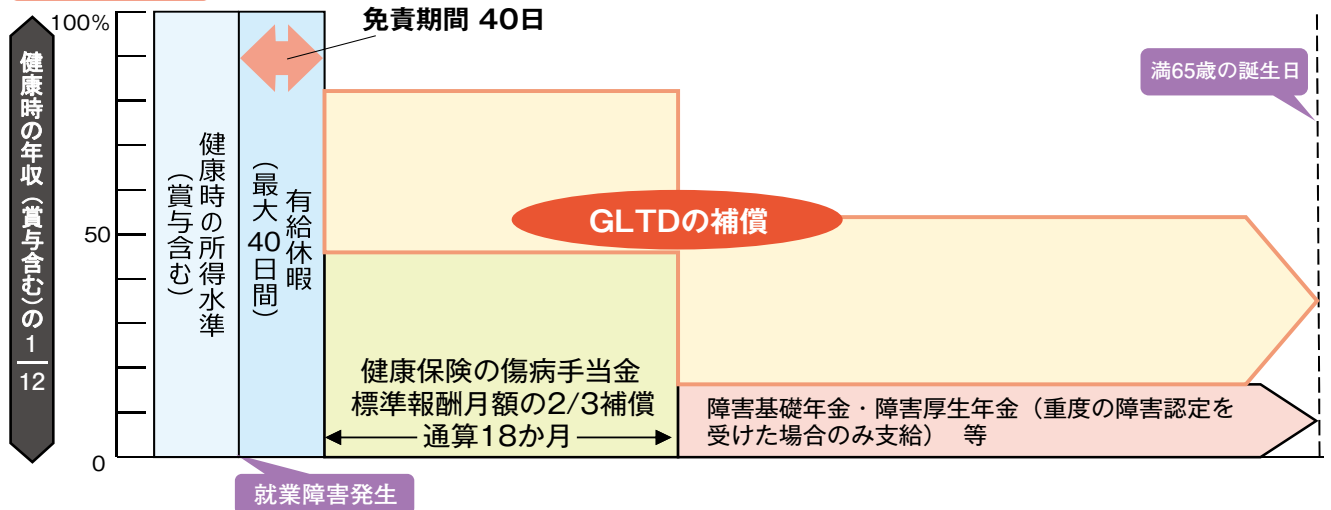 100%
50
0
健康時の年収（賞与含む）の1/12
健康時の所得水準
（賞与含む）
有給休暇
（最大40日間）
免責期間 40日
満65歳の誕生日
GLTDの補償
健康保険の傷病手当金
標準報酬月額の2/3補償
通算18か月
障害基礎年金・障害厚生年金（重度の障害認定を
受けた場合のみ支給） 等
就業障害発生